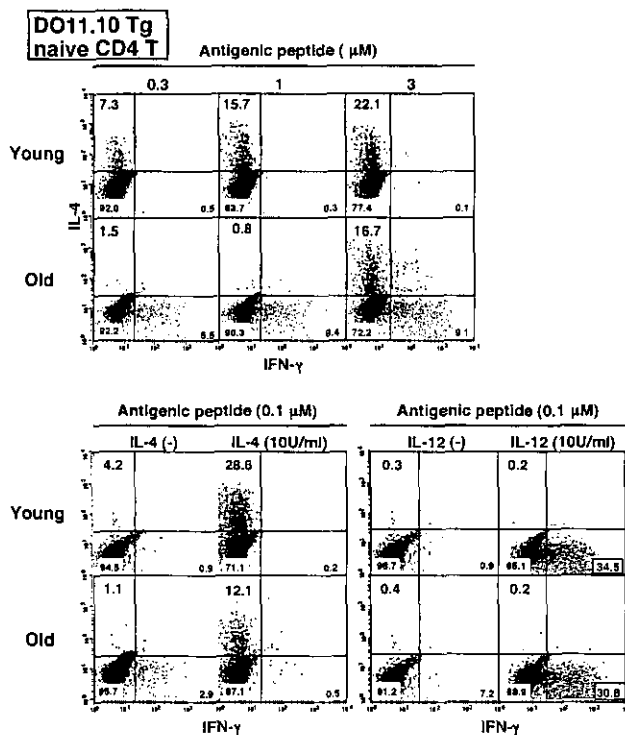 DO11.10 Tg
naive CD4 T
Antigenic peptide ( μM)
0.3 1 3
7.3 15.7 22.1
Young
92.0 0.5 83.7 0.3 77.4 0.1
IL-4
1.5 0.8 16.7
Old
92.2 90.3 8.4 72.2 9.1
IFN-γ
Antigenic peptide (0.1 μM) Antigenic peptide (0.1 μM)
IL-4 (-) IL-4 (10U/ml) IL-12 (-) IL-12 (10U/ml)
4.2 28.6 0.3 0.2
Young
94.5 0.9 71.1 0.2 98.7 0.9 65.1 34.5
1.1 12.1 0.4 0.2
Old
95.7 2.9 87.1 0.5 91.2 7.2 30.8
IFN-γ IFN-γ